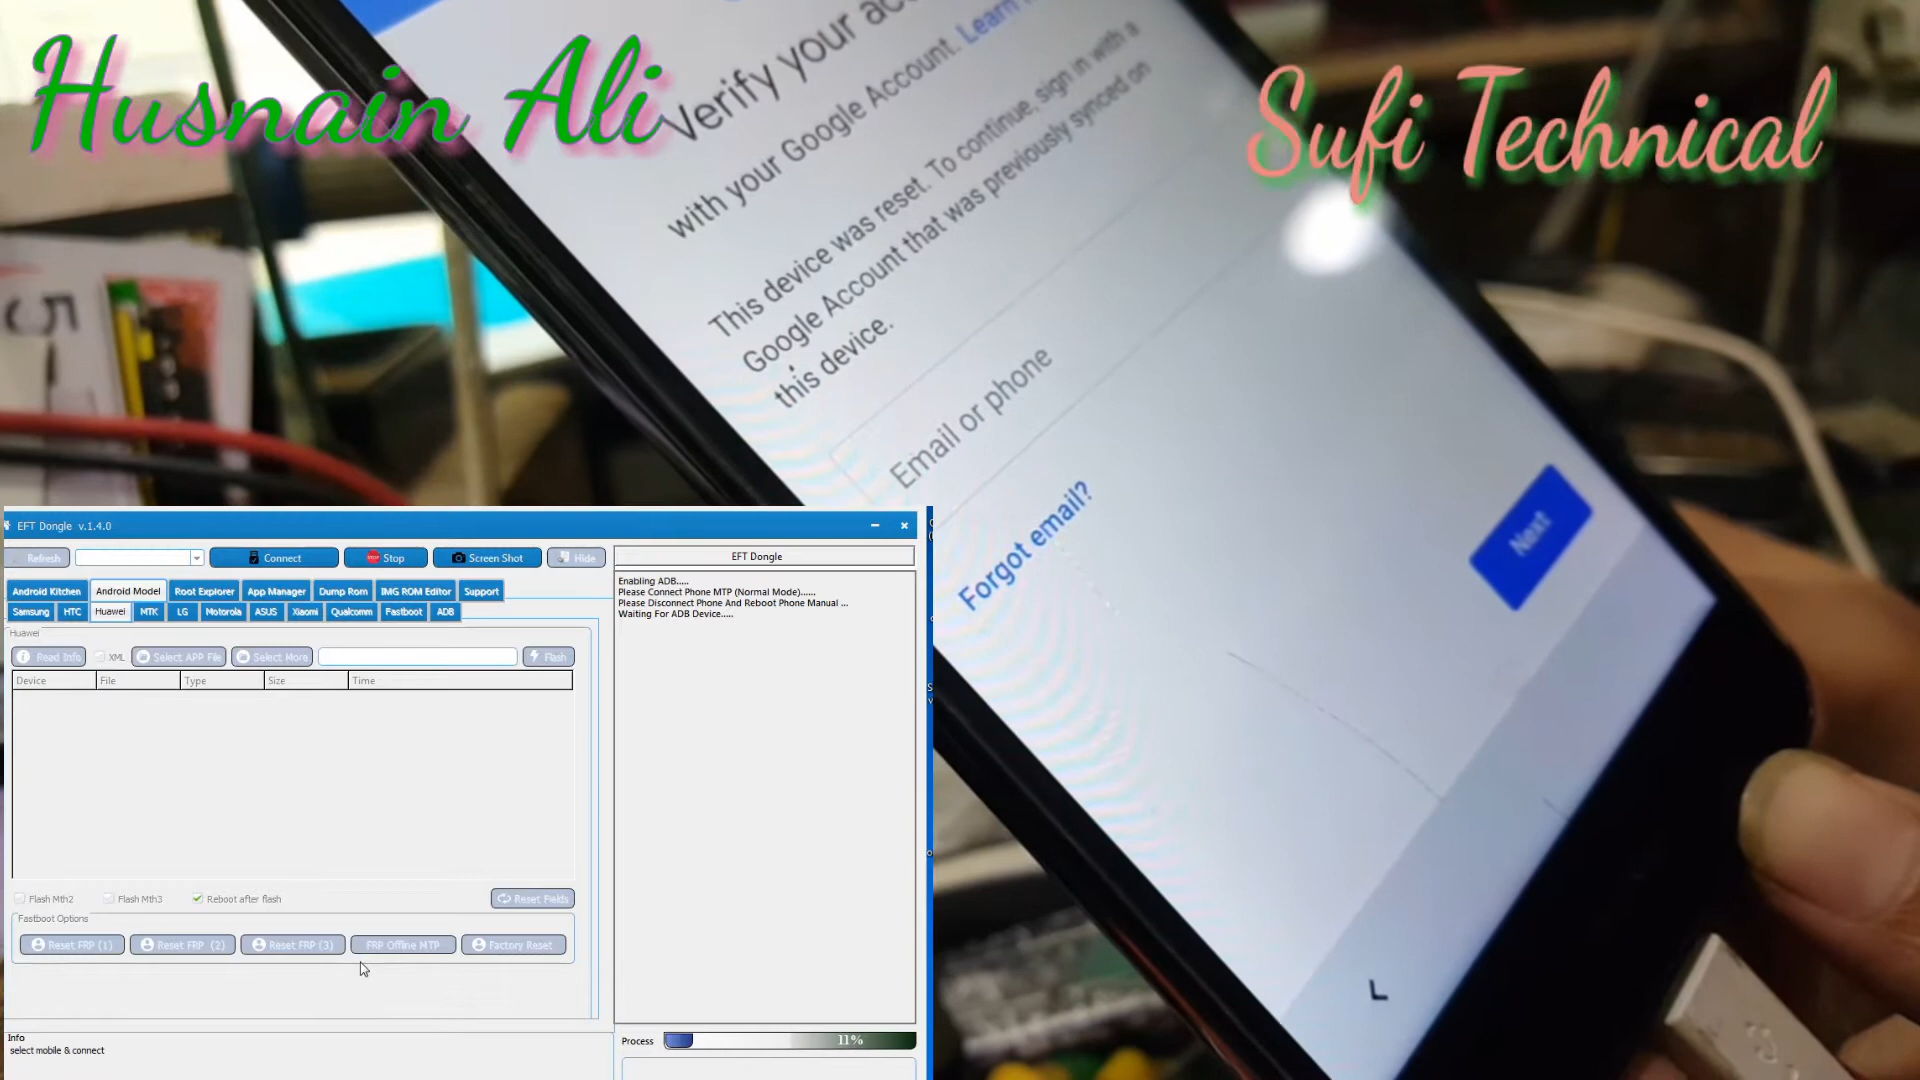 Husnain Ali
Sufi Technical
Verify your
with your Google Account. Learn
This device was reset. To continue, sign in with a
Google Account that was previously synced on
this device.
Email or phone
Forgot email?
Next
EFT Dongle v.1.4.0
Refresh
Connect
Stop
Screen Shot
Hide
EFT Dongle
Android Kitchen
Android Model
Root Explorer
App Manager
Dump Rom
IMG ROM Editor
Support
Samsung
HTC
Huawei
MTK
LG
Motorola
ASUS
Xiaomi
Qualcomm
Fastboot
ADB
Huawei
Read Info
XML
Select APP File
Select More
Flash
Device
File
Type
Size
Time
Enabling ADB.....
Please Connect Phone MTP (Normal Mode)......
Please Disconnect Phone And Reboot Phone Manual ...
Waiting For ADB Device.....
Flash Mth2
Flash Mth3
Reboot after flash
Reset Fields
Fastboot Options
Reset FRP (1)
Reset FRP (2)
Reset FRP (3)
FRP Offline MTP
Factory Reset
Info
select mobile & connect
Process
11%